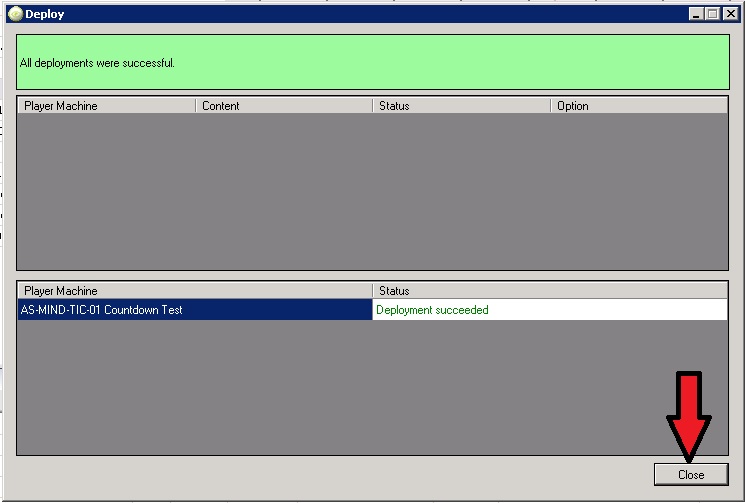 Deploy
All deployments were successful.
Player Machine Content Status Option
Player Machine Status
AS-MIND-TIC-01 Countdown Test Deployment succeeded
Close